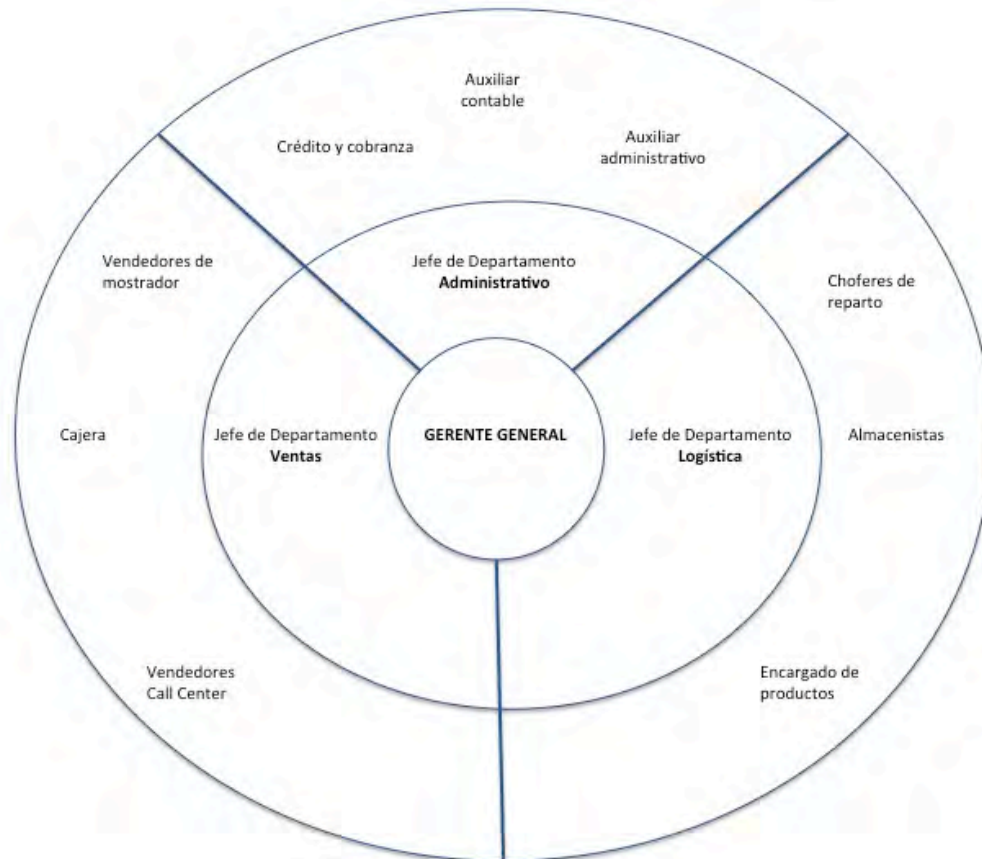 Auxiliar
contable
Crédito y cobranza
Auxiliar
administrativo
Vendedores de
mostrador
Jefe de Departamento
Administrativo
Choferes de
reparto
Cajera
Jefe de Departamento
Ventas
GERENTE GENERAL
Jefe de Departamento
Logística
Almacenistas
Vendedores
Call Center
Encargado de
productos